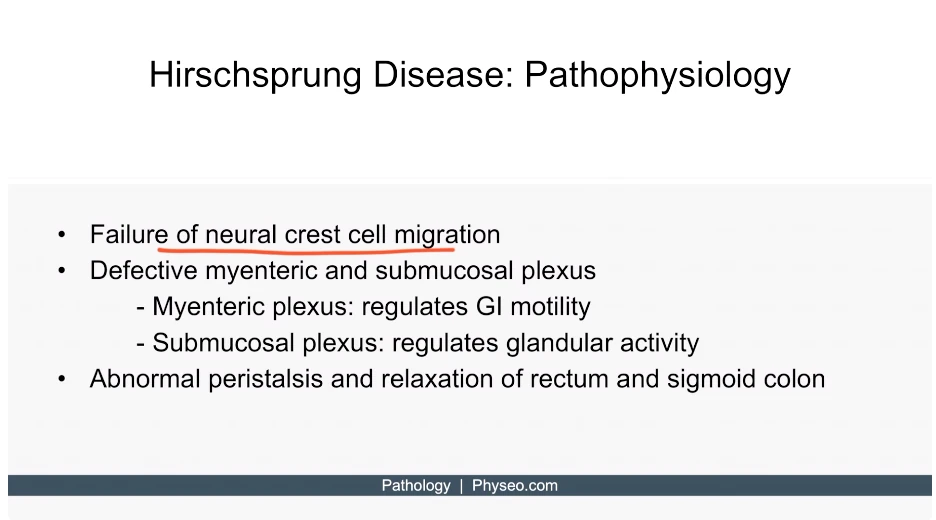 Hirschsprung Disease: Pathophysiology
• Failure of neural crest cell migration
• Defective myenteric and submucosal plexus
- Myenteric plexus: regulates GI motility
- Submucosal plexus: regulates glandular activity
• Abnormal peristalsis and relaxation of rectum and sigmoid colon
Pathology | Physeo.com